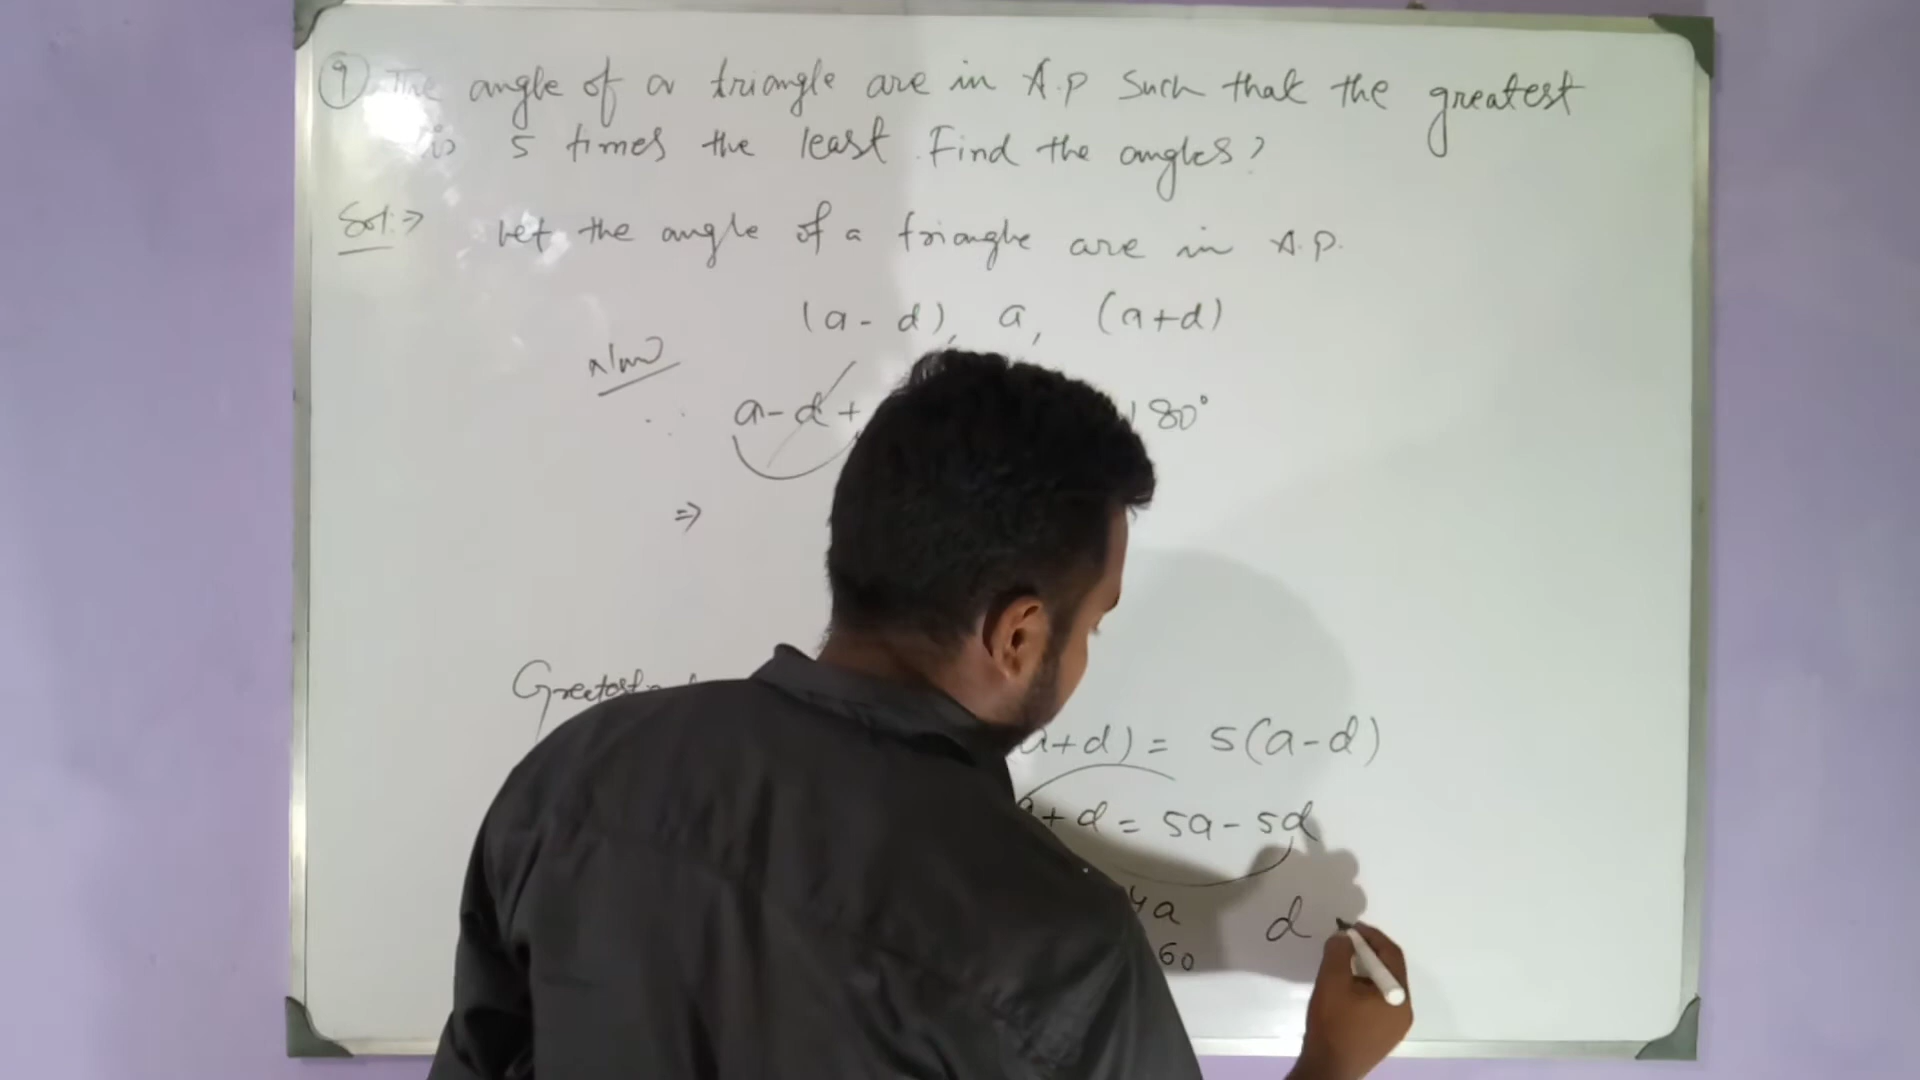 9 The angle of a triangle are in A.P such that the greatest
is 5 times the least. Find the angles?
Sol:⇒ Let the angle of a triangle are in A.P.
(a - d), a, (a+d)
∴ a-d+ 180°
⇒
Greatest
a+d) = 5(a-d)
a+d = 5a-5d
4a d
60